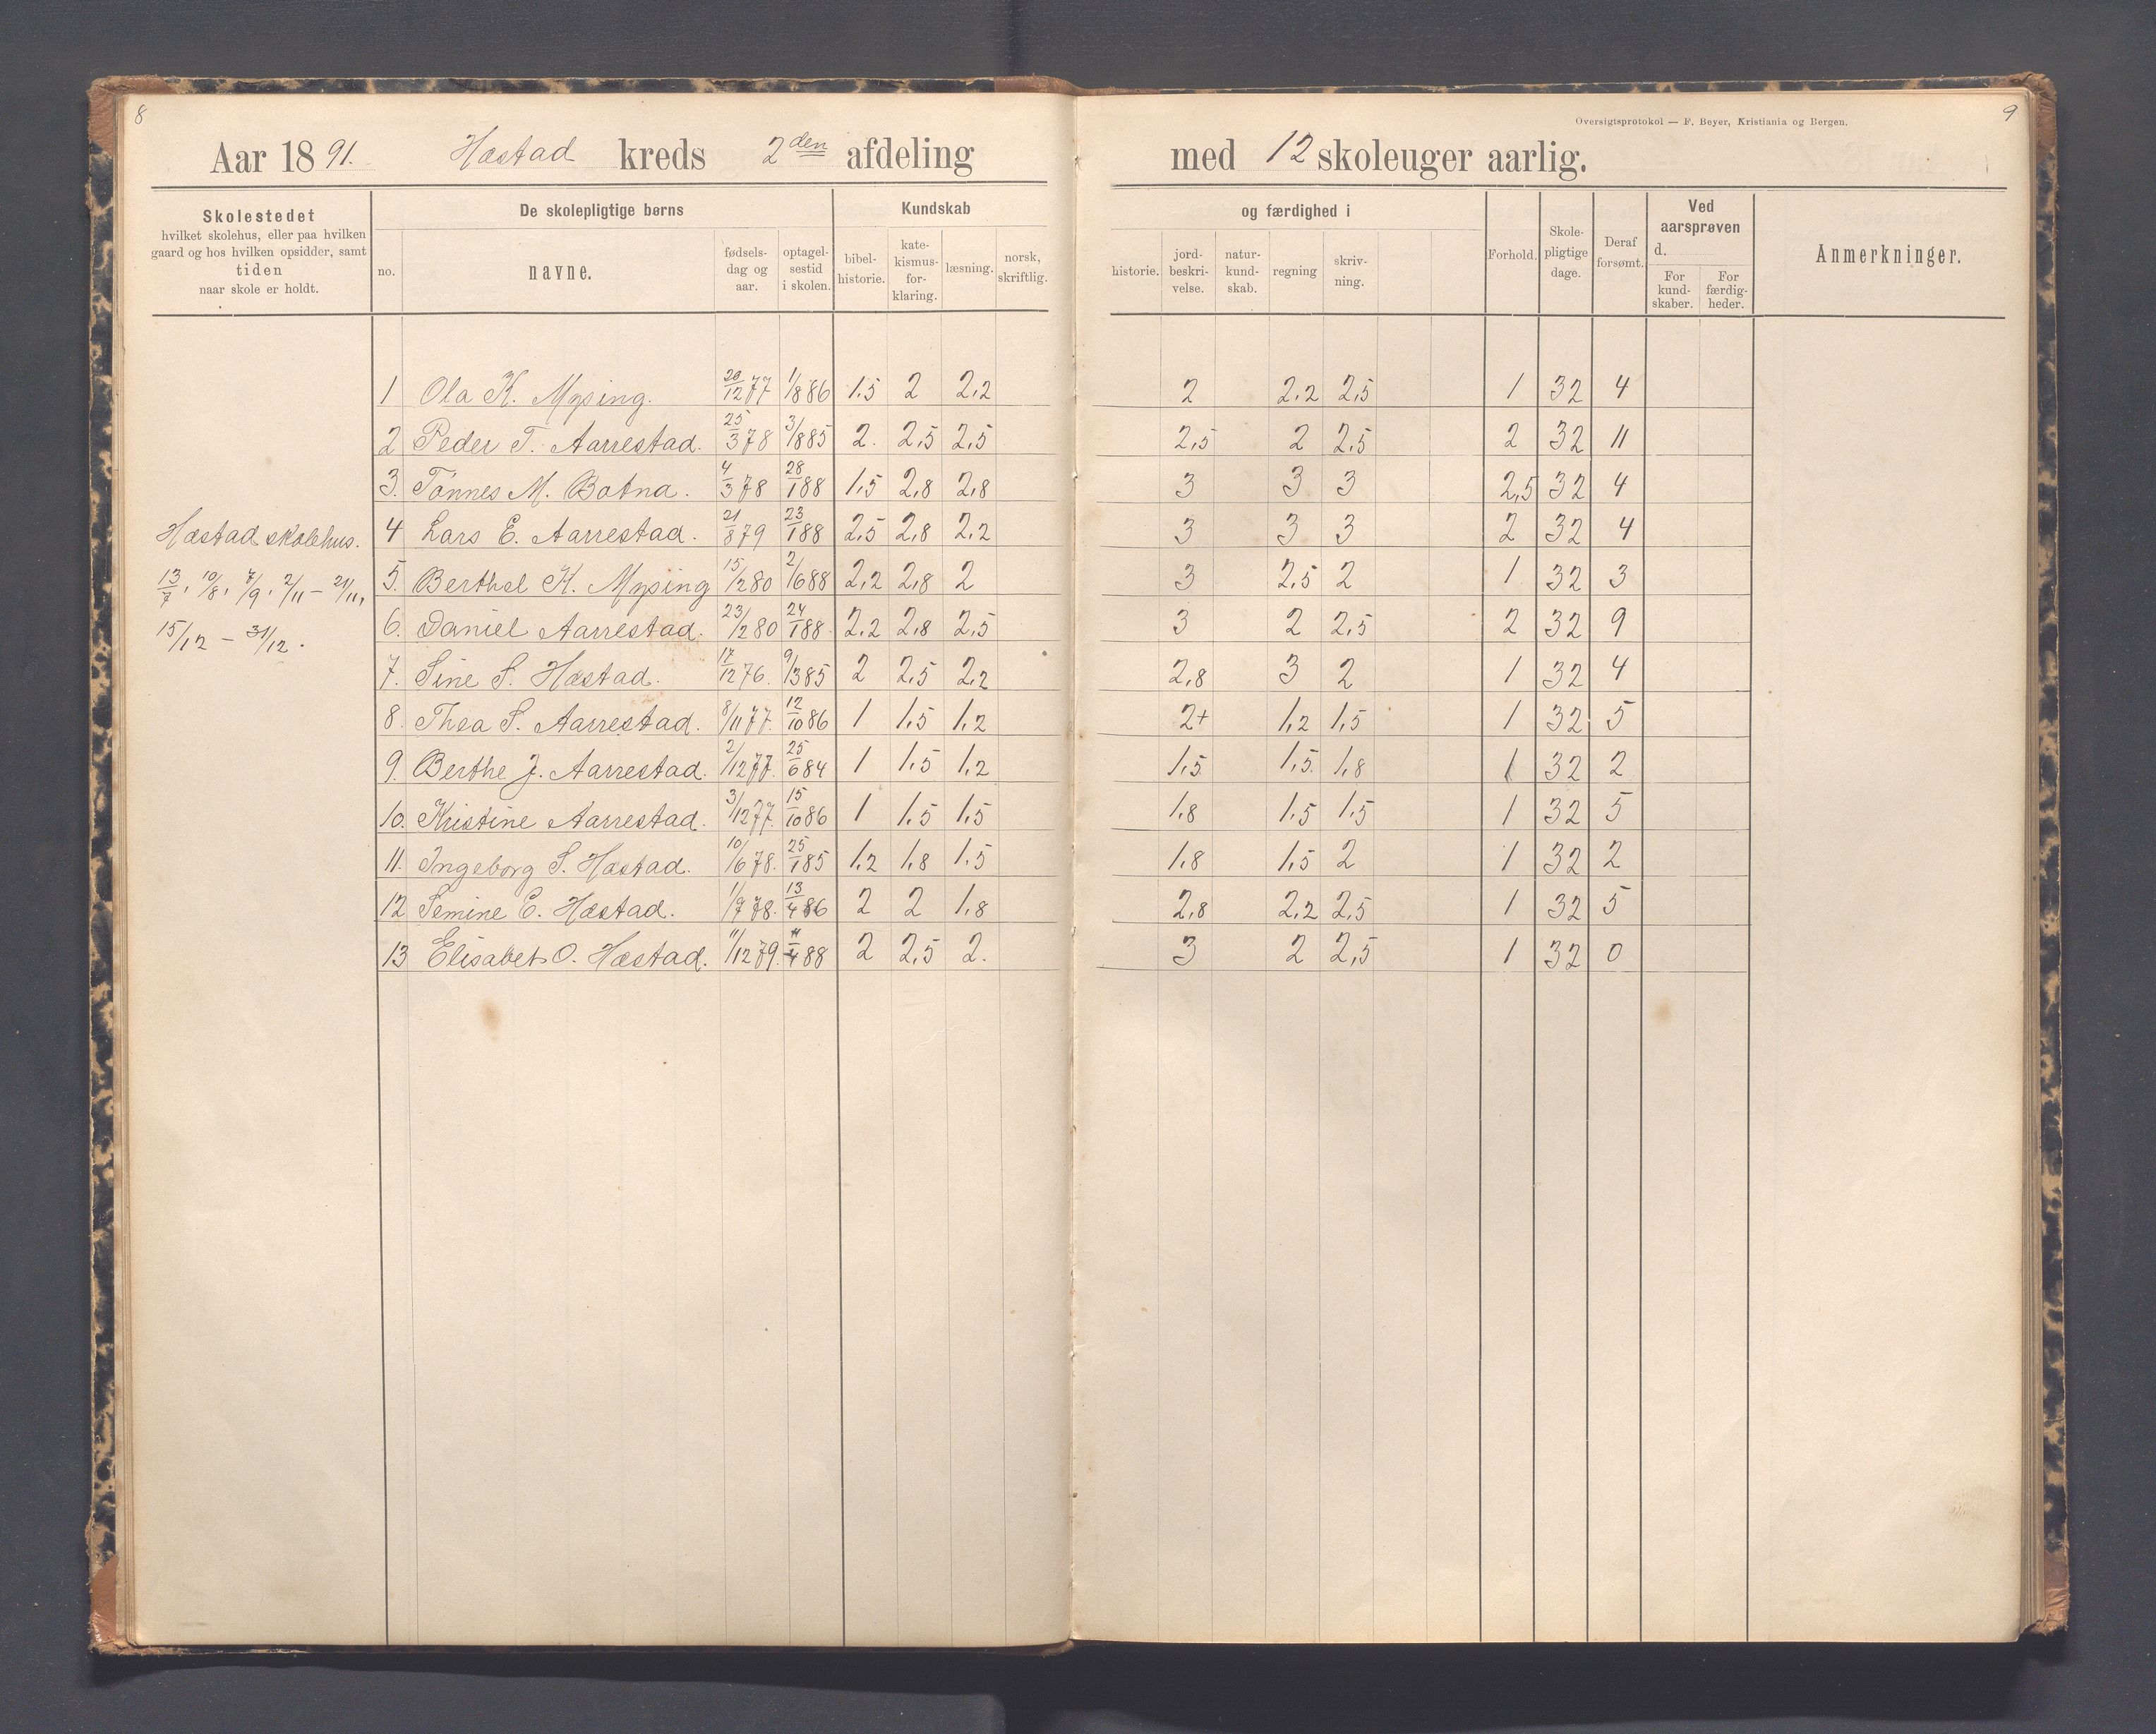 8
Aar 1891. Hæstad kreds 2den afdeling
Skolestedet
hvilket skolehus, eller paa hvilken
gaard og hos hvilken opsidder, samt
tiden
naar skole er holdt.
De skolepligtige børns
no.
navne.
fødsels-
dag og
aar.
optagel-
sestid
i skolen.
Kundskab
bibel-
historie.
kate-
kismus-
for-
klaring.
læsning.
norsk,
skriftlig.
Hæstad skolehus.
13/7, 10/8, 7/9, 2/11 – 21/11,
15/12 – 31/12.
1 Ola K. Mysing. 20/12 77 1/8 86 1,5 2 2,2
2 Peder T. Aarrestad. 25/3 78 3/8 85 2. 2,5 2,5
3. Tönnes M. Botna. 4/3 78 28/1 88 1,5 2,8 2,8
4 Lars E. Aarrestad. 21/8 79 23/1 88 2,5 2,8 2,2
5. Berthel K. Mysing 15/2 80 2/6 88 2,2 2,8 2
6. Daniel Aarrestad. 23/2 80 24/1 88. 2,2 2,8 2,5
7. Sine S. Hæstad. 17/12 76. 9/3 85 2 2,5 2,2
8. Thea S. Aarrestad. 8/11 77. 12/10 86 1 1,5 1,2
9. Berthe J. Aarrestad. 2/12 77. 25/6 84 1 1,5 1,2
10. Kristine Aarrestad. 3/12 77. 15/10 86 1 1,5 1,5
11. Ingeborg S. Hæstad. 10/6 78. 25/1 85 1,2 1,8 1,5
12 Semine E. Hæstad. 1/7 78. 13/4 86 2 2 1,8
13 Elisabet O. Hæstad. 11/12 79. 88 2 2,5 2.
Oversigtsprotokol — F. Beyer, Kristiania og Bergen.
9
med 12 skoleuger aarlig.
og færdighed i
historie.
jord-
beskri-
velse.
natur-
kund-
skab.
regning
skriv-
ning.
Forhold.
Skole-
pligtige
dage.
Deraf
forsømt.
Ved
aarsprøven
d.
For
kund-
skaber.
For
færdig-
heder.
Anmerkninger.
2 2,2 2,5 1 32 4
2,5 2 2,5 2 32 11
3 3 3 2,5 32 4
3 3 3 2 32 4
3 2,5 2 1 32 3
3 2 2,5 2 32 9
2,8 3 2 1 32 4
2+ 1,2 1,5 1 32 5
1,5 1,5. 1,8 1 32 2
1,8 1,5 1,5 1 32 5
1,8 1,5 2 1 32 2
2,8 2,2 2,5 1 32 5
3 2 2,5 1 32 0